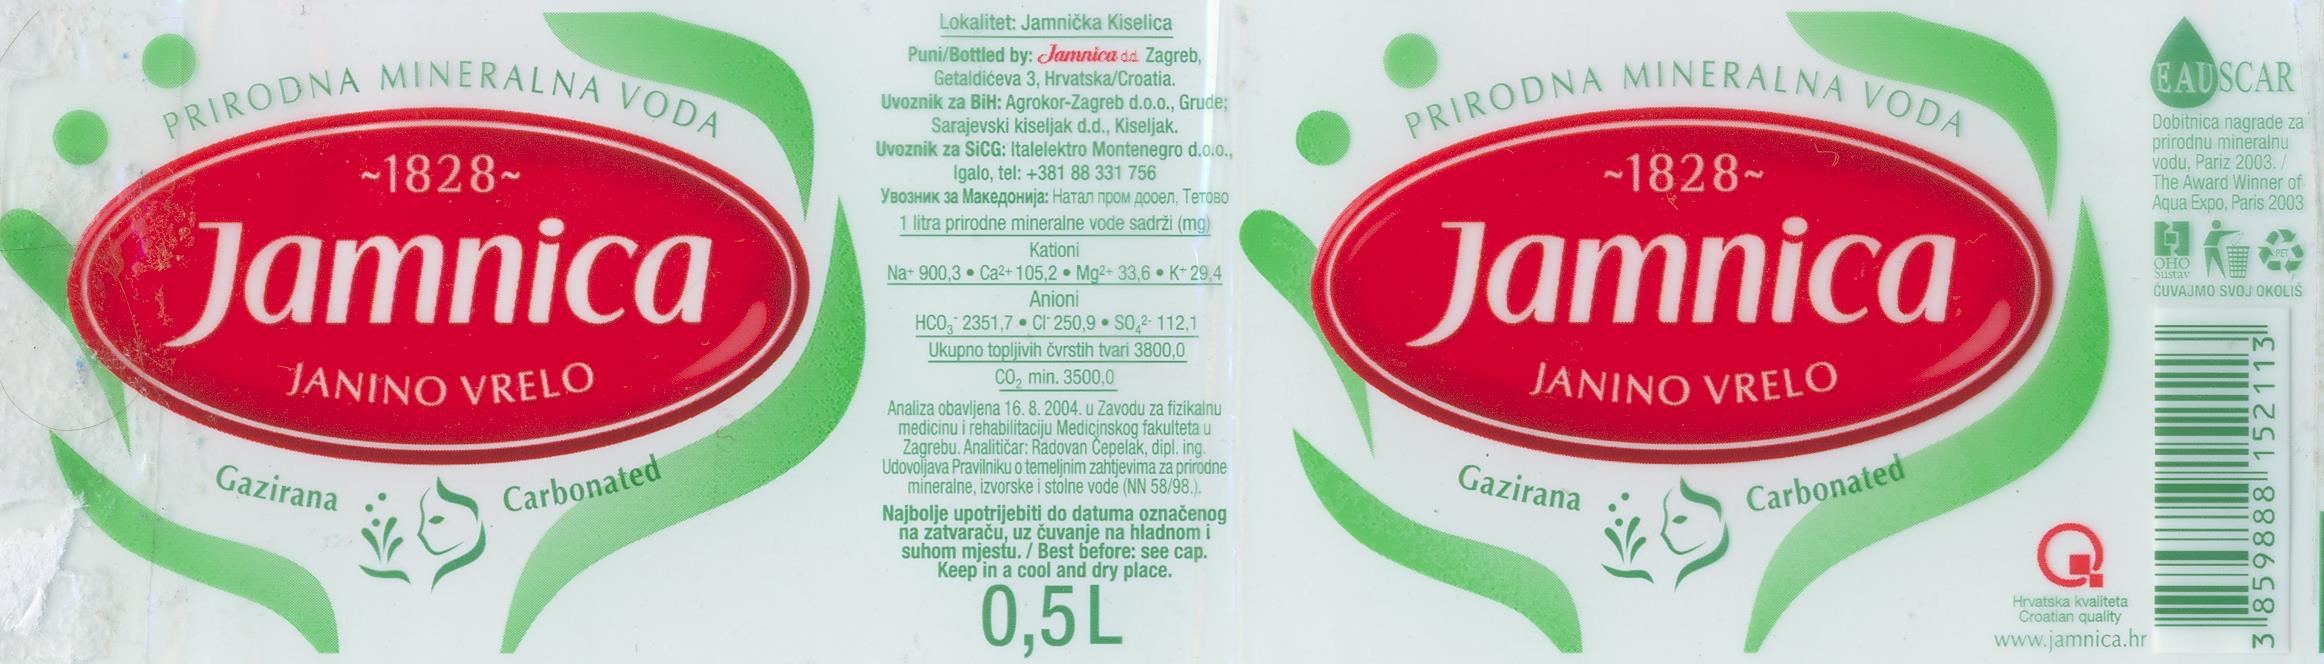 PRIRODNA MINERALNA VODA
~1828~
Jamnica
JANINO VRELO
Gazirana
Carbonated
Lokalitet: Jamnička Kiselica
Puni/Bottled by: Jamnica d.d. Zagreb,
Getaldićeva 3, Hrvatska/Croatia.
Uvoznik za BiH: Agrokor-Zagreb d.o.o., Grude;
Sarajevski kiseljak d.d., Kiseljak.
Uvoznik za SiCG: Italelektro Montenegro d.o.o.,
Igalo, tel: +381 88 331 756
Увозник за Македонија: Натал пром дооел, Тетово
1 litra prirodne mineralne vode sadrži (mg)
Kationi
Na+ 900,3 • Ca2+ 105,2 • Mg2+ 33,6 • K+ 29,4
Anioni
HCO3- 2351,7 • Cl- 250,9 • SO42- 112,1
Ukupno topljivih čvrstih tvari 3800,0
CO2 min. 3500,0
Analiza obavljena 16. 8. 2004. u Zavodu za fizikalnu
medicinu i rehabilitaciju Medicinskog fakulteta u
Zagrebu. Analitičar: Radovan Čepelak, dipl. ing.
Udovoljava Pravilniku o temeljnim zahtjevima za prirodne
mineralne, izvorske i stolne vode (NN 58/98.).
Najbolje upotrijebiti do datuma označenog
na zatvaraču, uz čuvanje na hladnom i
suhom mjestu. / Best before: see cap.
Keep in a cool and dry place.
0,5L
PRIRODNA MINERALNA VODA
~1828~
Jamnica
JANINO VRELO
Gazirana
Carbonated
EAUSCAR
Dobitnica nagrade za
prirodnu mineralnu
vodu, Pariz 2003. /
The Award Winner of
Aqua Expo, Paris 2003
OHO
Sustav
PET
ČUVAJMO SVOJ OKOLIŠ
3 859888 152113
Hrvatska kvaliteta
Croatian quality
www.jamnica.hr